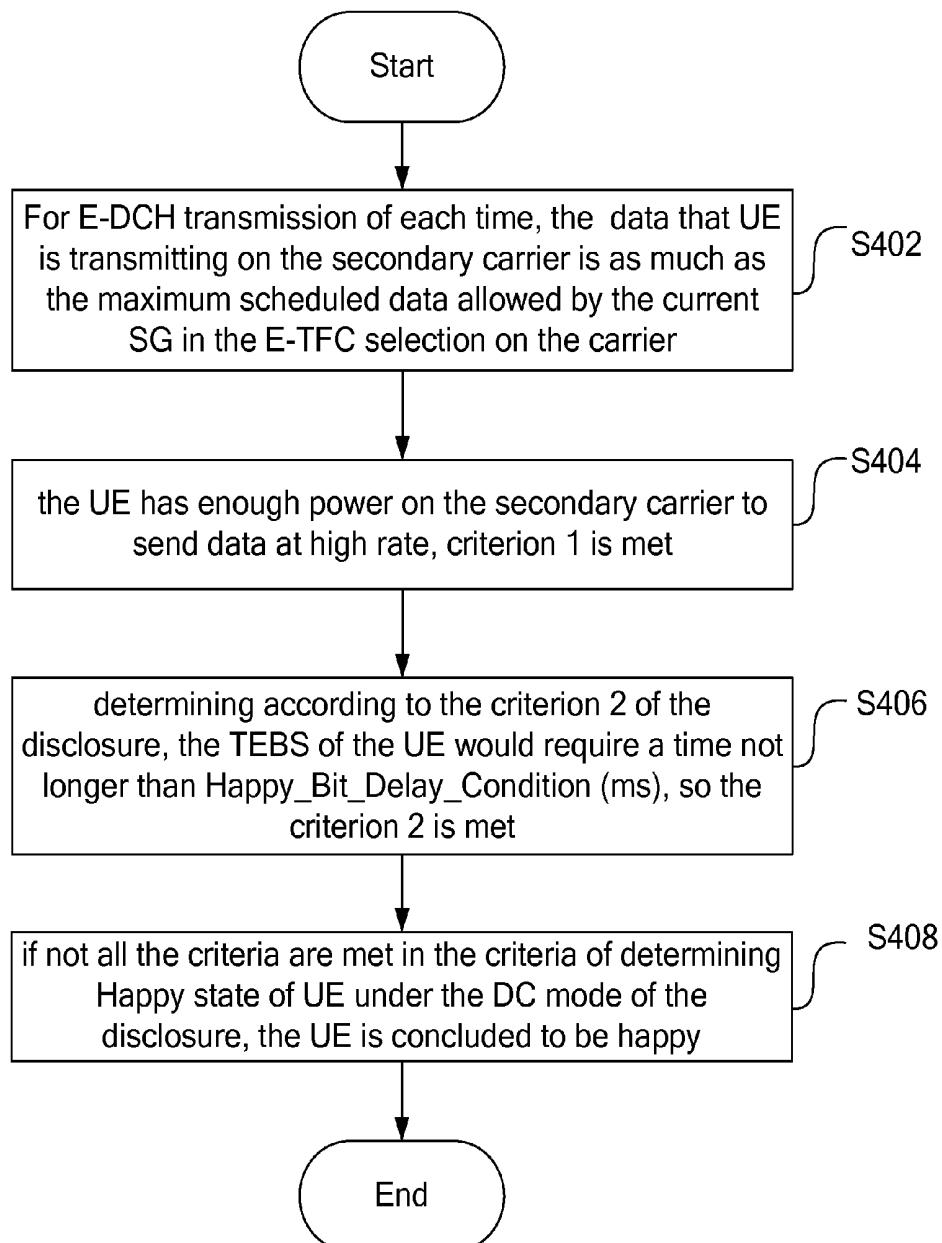 Start
For E-DCH transmission of each time, the data that UE
is transmitting on the secondary carrier is as much as
the maximum scheduled data allowed by the current
SG in the E-TFC selection on the carrier
S402
the UE has enough power on the secondary carrier to
send data at high rate, criterion 1 is met
S404
determining according to the criterion 2 of the
disclosure, the TEBS of the UE would require a time not
longer than Happy_Bit_Delay_Condition (ms), so the
criterion 2 is met
S406
if not all the criteria are met in the criteria of determining
Happy state of UE under the DC mode of the
disclosure, the UE is concluded to be happy
S408
End